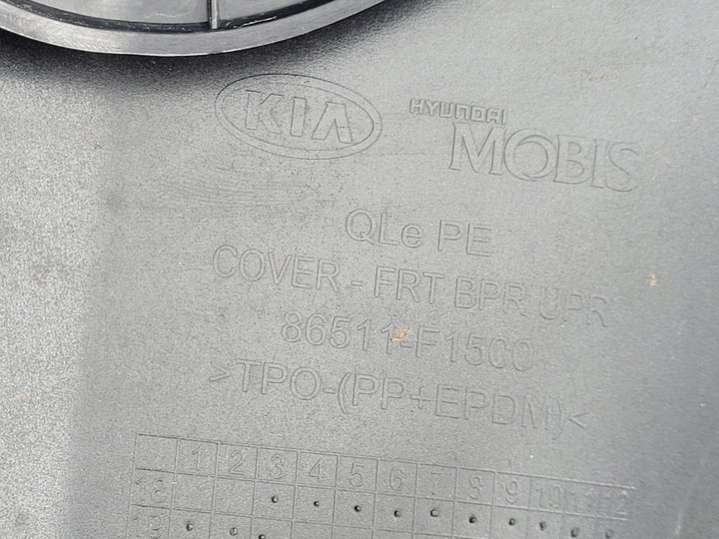 KIA
HYUNDAI
MOBIS
QLe PE
COVER - FRT BPR UPR
86511-F1500
>TPO-(PP+EPDM)<
1 2 3 4 5 6 7 8 9 10 11 12
18